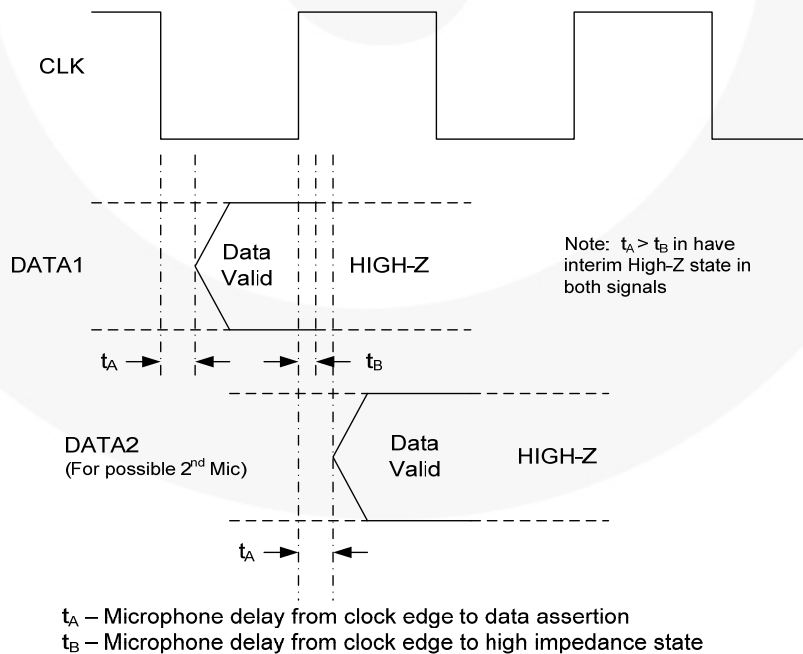 CLK
DATA1
Data
Valid
HIGH-Z
Note: tA > tB in have
interim High-Z state in
both signals
tA
tB
DATA2
(For possible 2nd Mic)
Data
Valid
HIGH-Z
tA
tA – Microphone delay from clock edge to data assertion
tB – Microphone delay from clock edge to high impedance state